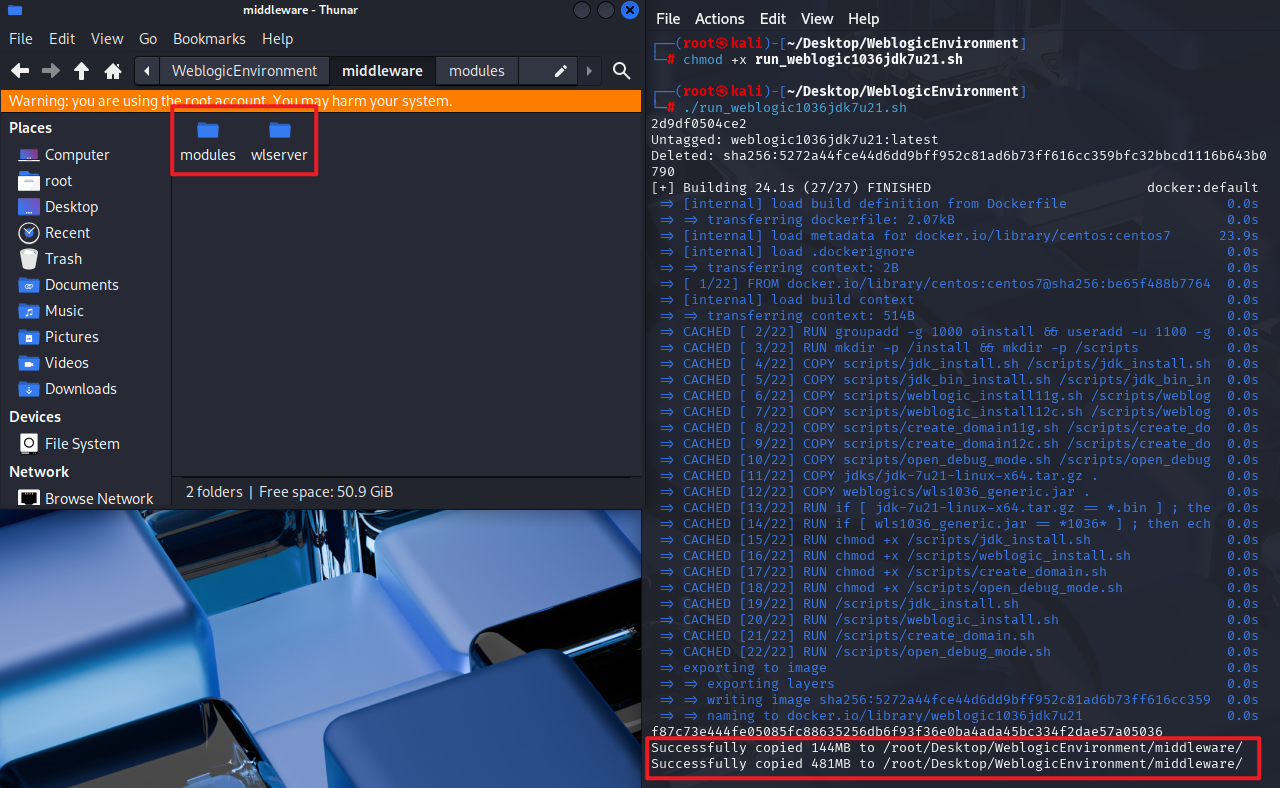 middleware - Thunar
File Edit View Go Bookmarks Help
WeblogicEnvironment middleware modules
Warning: you are using the root account. You may harm your system.
Places
Computer
root
Desktop
Recent
Trash
Documents
Music
Pictures
Videos
Downloads
Devices
File System
Network
Browse Network
modules wlserver
2 folders | Free space: 50.9 GiB
File Actions Edit View Help
┌──(root㉿kali)-[~/Desktop/WeblogicEnvironment]
└─# chmod +x run_weblogic1036jdk7u21.sh
┌──(root㉿kali)-[~/Desktop/WeblogicEnvironment]
└─# ./run_weblogic1036jdk7u21.sh
2d9df0504ce2
Untagged: weblogic1036jdk7u21:latest
Deleted: sha256:5272a44fce44d6dd9bff952c81ad6b73ff616cc359bfc32bbcd1116b643b0
790
[+] Building 24.1s (27/27) FINISHED docker:default
⇒ [internal] load build definition from Dockerfile 0.0s
⇒ ⇒ transferring dockerfile: 2.07kB 0.0s
⇒ [internal] load metadata for docker.io/library/centos:centos7 23.9s
⇒ [internal] load .dockerignore 0.0s
⇒ ⇒ transferring context: 2B 0.0s
⇒ [ 1/22] FROM docker.io/library/centos:centos7@sha256:be65f488b7764 0.0s
⇒ [internal] load build context 0.0s
⇒ ⇒ transferring context: 514B 0.0s
⇒ CACHED [ 2/22] RUN groupadd -g 1000 oinstall && useradd -u 1100 -g 0.0s
⇒ CACHED [ 3/22] RUN mkdir -p /install && mkdir -p /scripts 0.0s
⇒ CACHED [ 4/22] COPY scripts/jdk_install.sh /scripts/jdk_install.sh 0.0s
⇒ CACHED [ 5/22] COPY scripts/jdk_bin_install.sh /scripts/jdk_bin_in 0.0s
⇒ CACHED [ 6/22] COPY scripts/weblogic_install11g.sh /scripts/weblog 0.0s
⇒ CACHED [ 7/22] COPY scripts/weblogic_install12c.sh /scripts/weblog 0.0s
⇒ CACHED [ 8/22] COPY scripts/create_domain11g.sh /scripts/create_do 0.0s
⇒ CACHED [ 9/22] COPY scripts/create_domain12c.sh /scripts/create_do 0.0s
⇒ CACHED [10/22] COPY scripts/open_debug_mode.sh /scripts/open_debug 0.0s
⇒ CACHED [11/22] COPY jdks/jdk-7u21-linux-x64.tar.gz . 0.0s
⇒ CACHED [12/22] COPY weblogics/wls1036_generic.jar . 0.0s
⇒ CACHED [13/22] RUN if [ jdk-7u21-linux-x64.tar.gz == *.bin ] ; the 0.0s
⇒ CACHED [14/22] RUN if [ wls1036_generic.jar == *1036* ] ; then ech 0.0s
⇒ CACHED [15/22] RUN chmod +x /scripts/jdk_install.sh 0.0s
⇒ CACHED [16/22] RUN chmod +x /scripts/weblogic_install.sh 0.0s
⇒ CACHED [17/22] RUN chmod +x /scripts/create_domain.sh 0.0s
⇒ CACHED [18/22] RUN chmod +x /scripts/open_debug_mode.sh 0.0s
⇒ CACHED [19/22] RUN /scripts/jdk_install.sh 0.0s
⇒ CACHED [20/22] RUN /scripts/weblogic_install.sh 0.0s
⇒ CACHED [21/22] RUN /scripts/create_domain.sh 0.0s
⇒ CACHED [22/22] RUN /scripts/open_debug_mode.sh 0.0s
⇒ exporting to image 0.0s
⇒ ⇒ exporting layers 0.0s
⇒ ⇒ writing image sha256:5272a44fce44d6dd9bff952c81ad6b73ff616cc359 0.0s
⇒ ⇒ naming to docker.io/library/weblogic1036jdk7u21 0.0s
f87c73e444fe05085fc88635256db6f93f36e0ba4ada45bc334f2dae57a05036
Successfully copied 144MB to /root/Desktop/WeblogicEnvironment/middleware/
Successfully copied 481MB to /root/Desktop/WeblogicEnvironment/middleware/